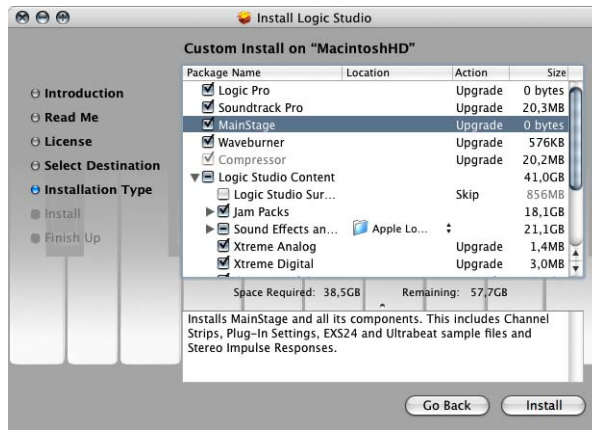 Install Logic Studio
Custom Install on “MacintoshHD”
Introduction
Read Me
License
Select Destination
Installation Type
Install
Finish Up
Package Name Location Action Size
Logic Pro Upgrade 0 bytes
Soundtrack Pro Upgrade 20,3MB
MainStage Upgrade 0 bytes
Waveburner Upgrade 576KB
Compressor Upgrade 20,2MB
Logic Studio Content 41,0GB
Logic Studio Sur... Skip 856MB
Jam Packs 18,1GB
Sound Effects an... Apple Lo... 21,1GB
Xtreme Analog Upgrade 1,4MB
Xtreme Digital Upgrade 3,0MB
Space Required: 38,5GB Remaining: 57,7GB
Installs MainStage and all its components. This includes Channel
Strips, Plug-In Settings, EXS24 and Ultrabeat sample files and
Stereo Impulse Responses.
Go Back Install